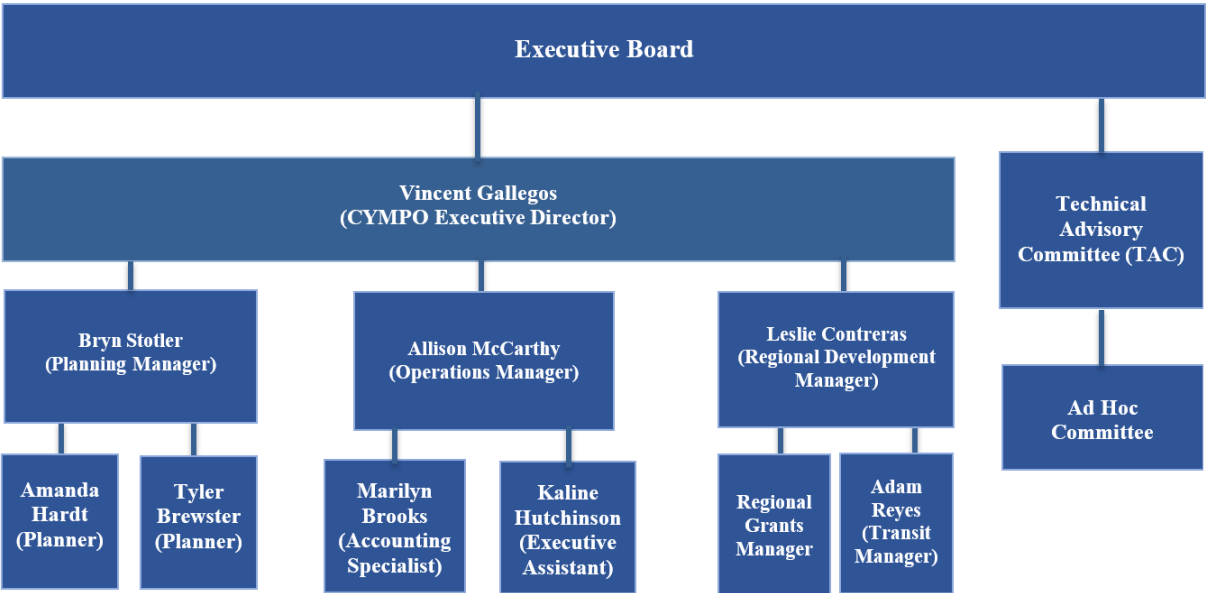 Executive Board
Vincent Gallegos
(CYMPO Executive Director)
Technical
Advisory
Committee (TAC)
Bryn Stotler
(Planning Manager)
Allison McCarthy
(Operations Manager)
Leslie Contreras
(Regional Development
Manager)
Ad Hoc
Committee
Amanda
Hardt
(Planner)
Tyler
Brewster
(Planner)
Marilyn
Brooks
(Accounting
Specialist)
Kaline
Hutchinson
(Executive
Assistant)
Regional
Grants
Manager
Adam
Reyes
(Transit
Manager)